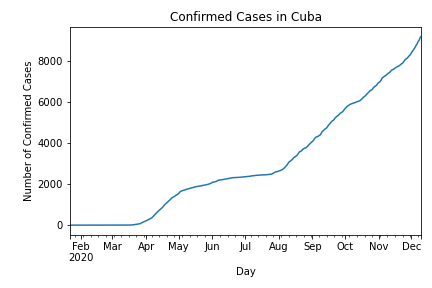 Confirmed Cases in Cuba
Number of Confirmed Cases
8000
6000
4000
2000
0
Feb Mar Apr May Jun Jul Aug Sep Oct Nov Dec
2020
Day